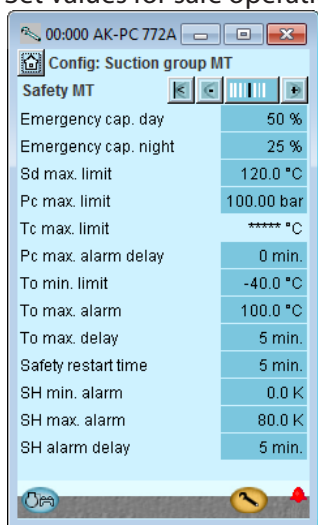 Set values for safe operati
00:000 AK-PC 772A
Config: Suction group MT
Safety MT
Emergency cap. day 50 %
Emergency cap. night 25 %
Sd max. limit 120.0 °C
Pc max. limit 100.00 bar
Tc max. limit ***** °C
Pc max. alarm delay 0 min.
To min. limit -40.0 °C
To max. alarm 100.0 °C
To max. delay 5 min.
Safety restart time 5 min.
SH min. alarm 0.0 K
SH max. alarm 80.0 K
SH alarm delay 5 min.